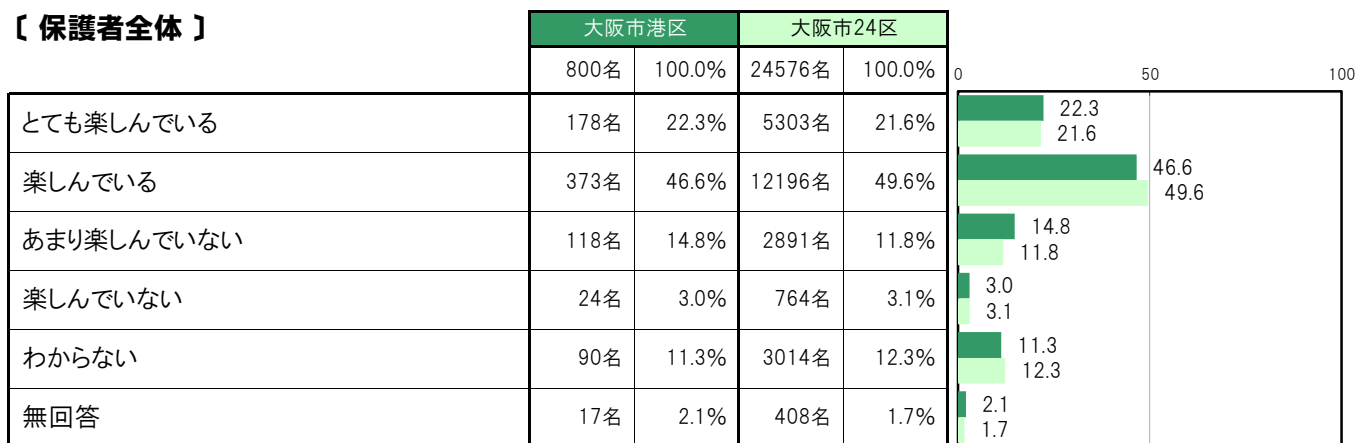 〔 保護者全体 〕
大阪市港区 大阪市24区
800名 100.0% 24576名 100.0% 0 50 100
とても楽しんでいる 178名 22.3% 5303名 21.6% 22.3
21.6
楽しんでいる 373名 46.6% 12196名 49.6% 46.6
49.6
あまり楽しんでいない 118名 14.8% 2891名 11.8% 14.8
11.8
楽しんでいない 24名 3.0% 764名 3.1% 3.0
3.1
わからない 90名 11.3% 3014名 12.3% 11.3
12.3
無回答 17名 2.1% 408名 1.7% 2.1
1.7